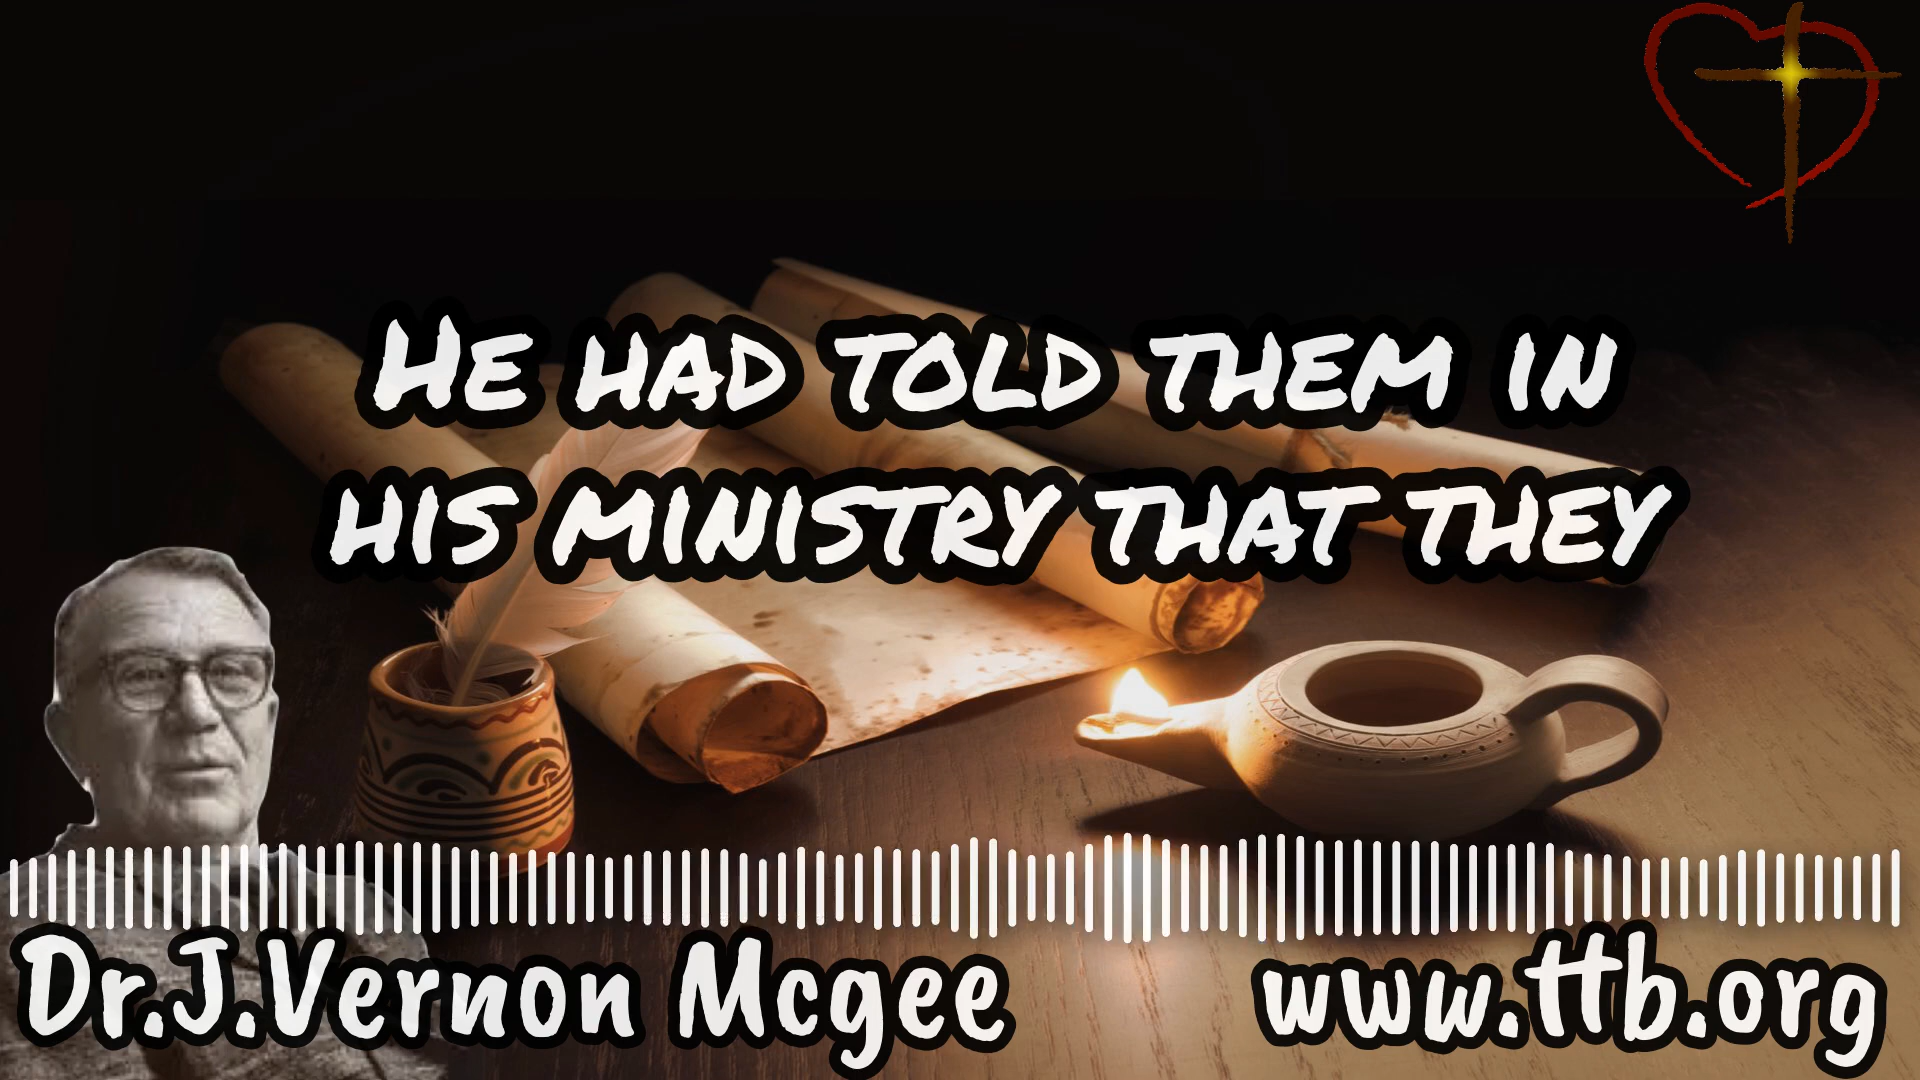 He had told them in
his ministry that they
Dr.J.Vernon Mcgee
www.ttb.org